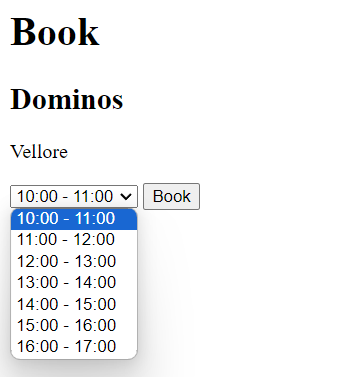 Book
Dominos
Vellore
10:00 - 11:00 Book
10:00 - 11:00
11:00 - 12:00
12:00 - 13:00
13:00 - 14:00
14:00 - 15:00
15:00 - 16:00
16:00 - 17:00